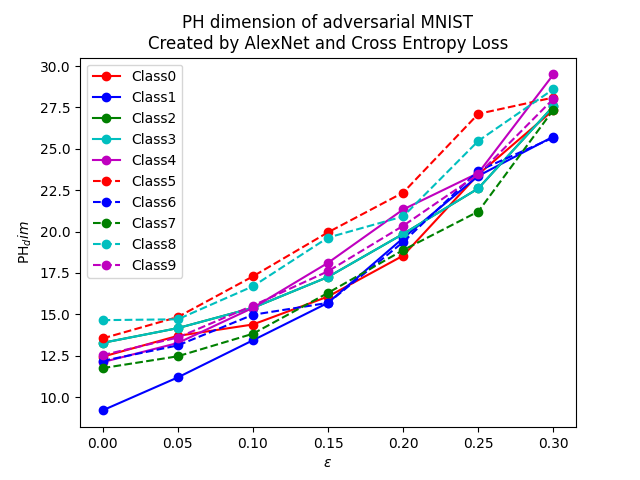 PH dimension of adversarial MNIST
Created by AlexNet and Cross Entropy Loss
30.0
27.5
25.0
22.5
20.0
17.5
15.0
12.5
10.0
PH_dim
Class0
Class1
Class2
Class3
Class4
Class5
Class6
Class7
Class8
Class9
0.00 0.05 0.10 0.15 0.20 0.25 0.30
ε